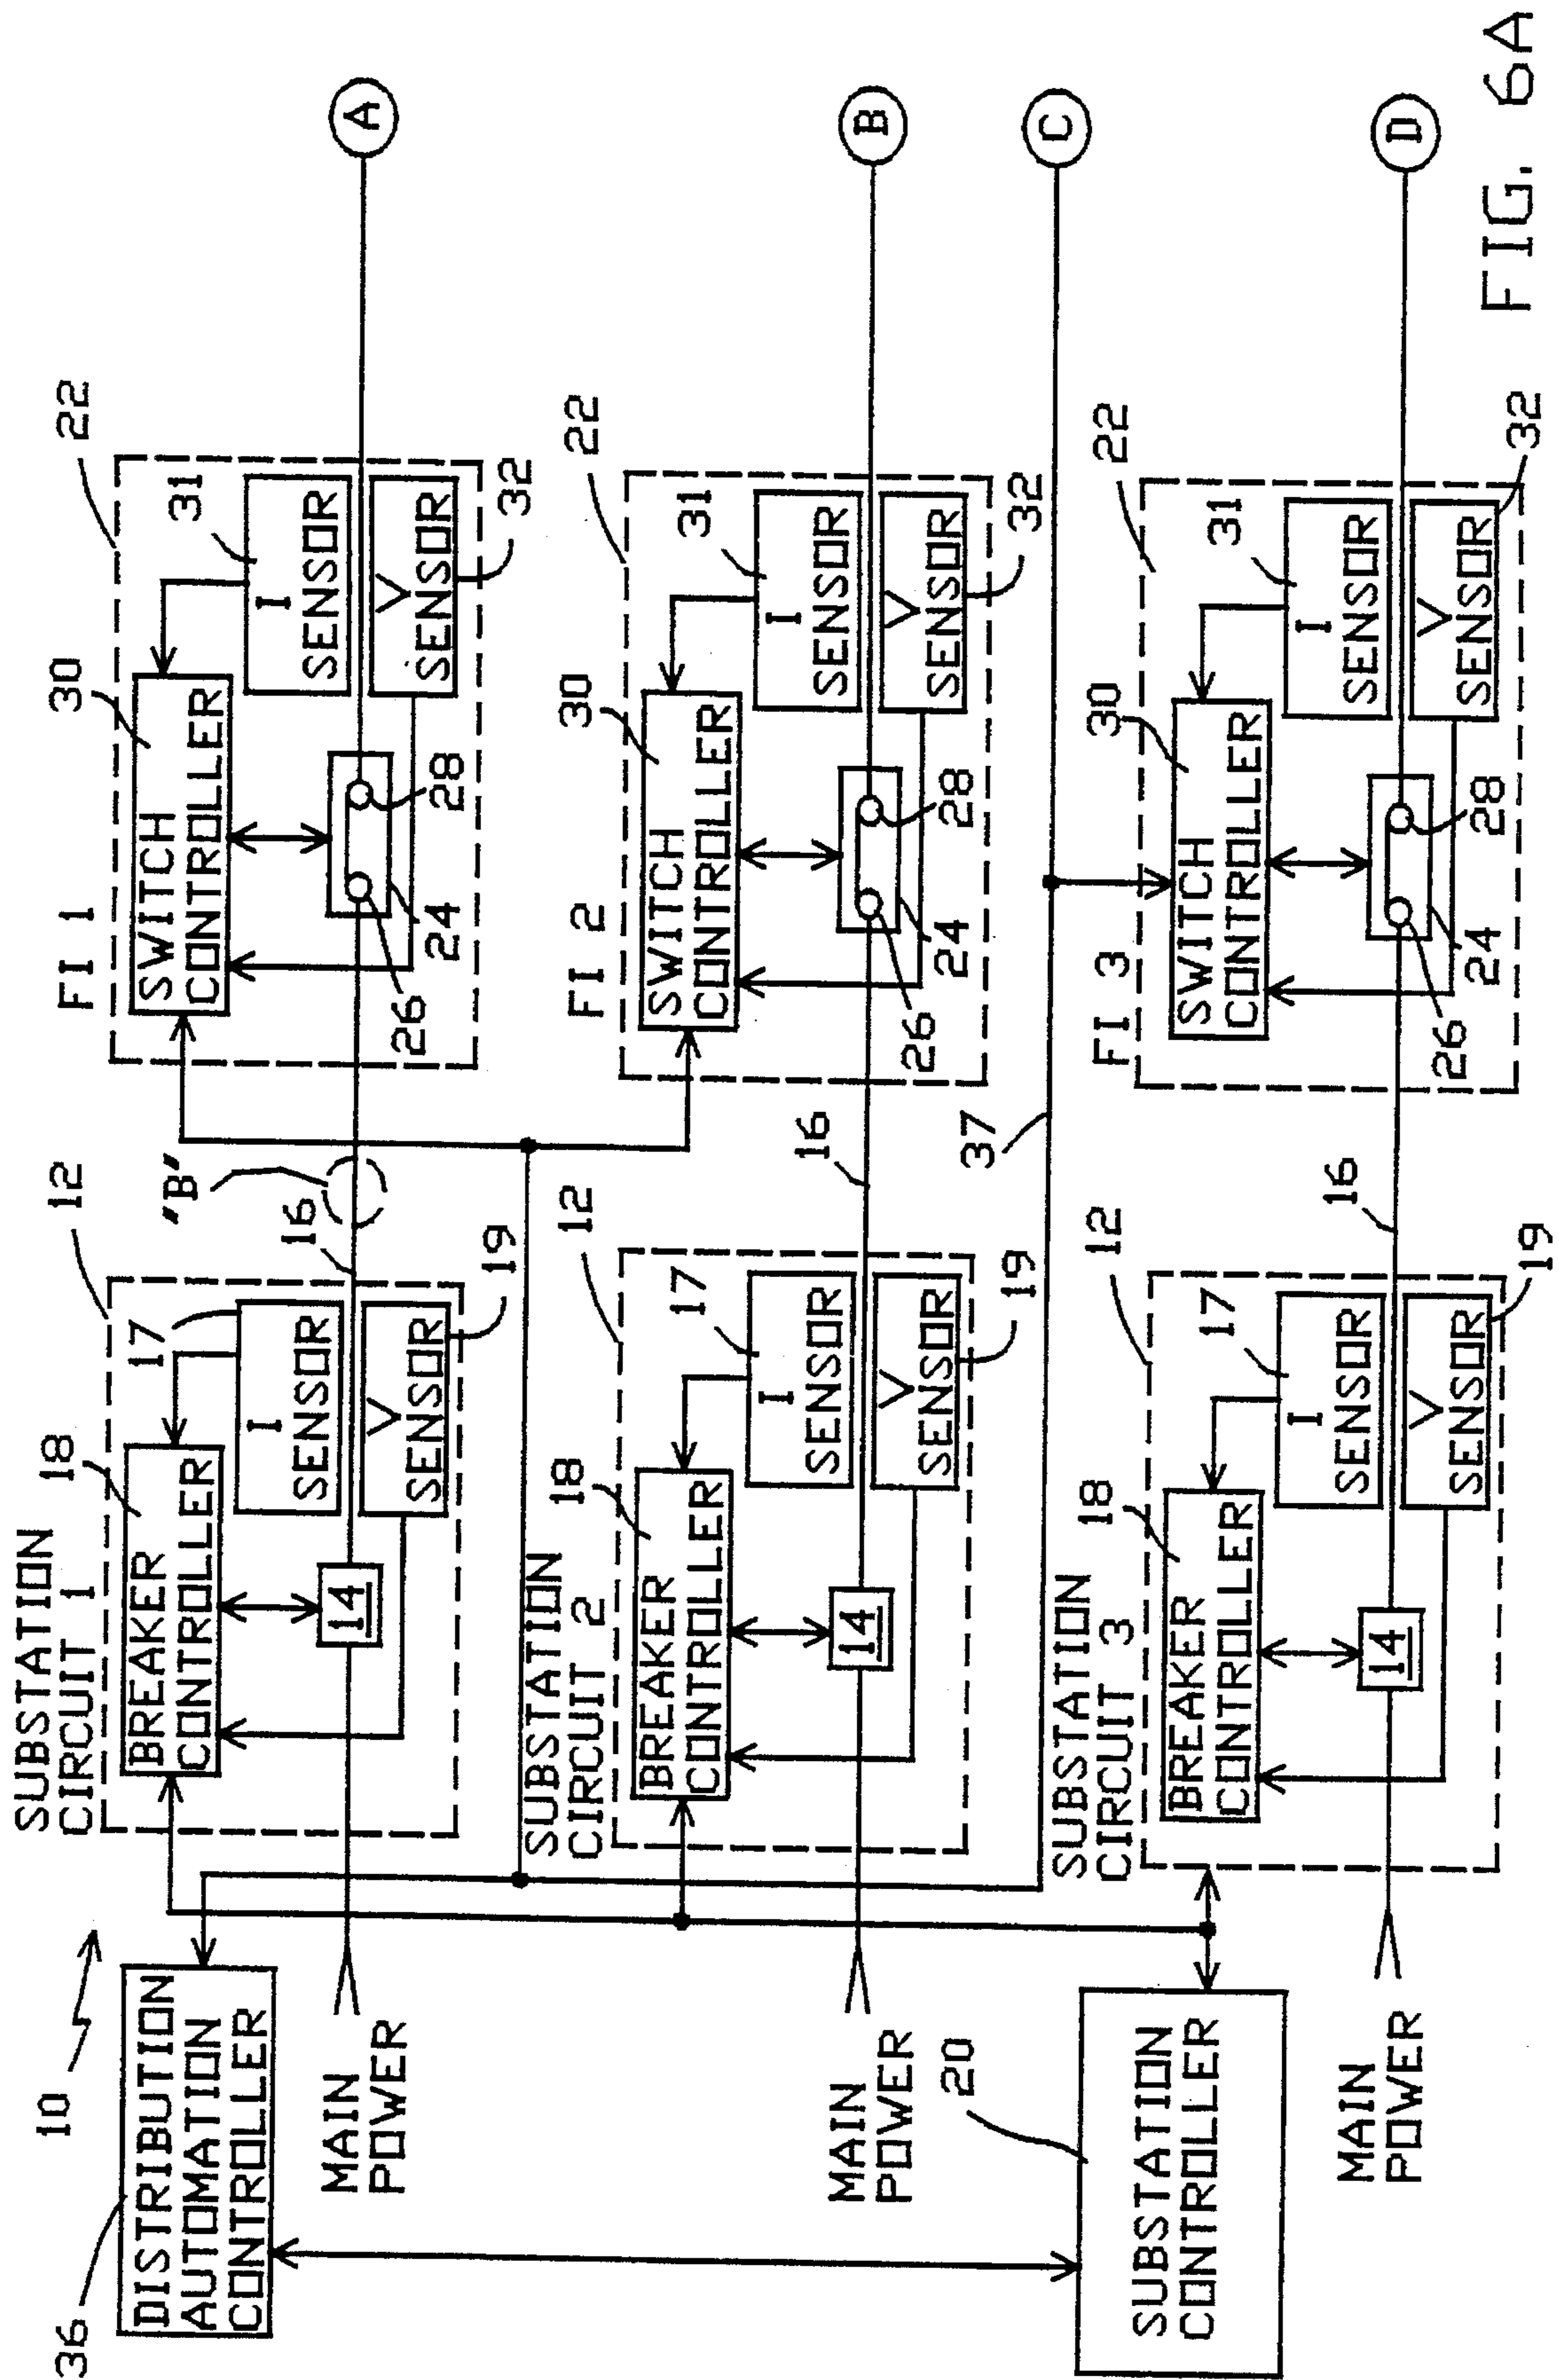 10
36
DISTRIBUTION
AUTOMATION
CONTROLLER
SUBSTATION
CIRCUIT 1
18
BREAKER
CONTROLLER
17
I
SENSOR
V
SENSOR
19
14
12
MAIN
POWER
16
"B"
FI 1
30
SWITCH
CONTROLLER
31
I
SENSOR
V
SENSOR
32
22
26
24
28
A
SUBSTATION
CIRCUIT 2
18
BREAKER
CONTROLLER
17
I
SENSOR
V
SENSOR
19
14
12
MAIN
POWER
16
FI 2
30
SWITCH
CONTROLLER
31
I
SENSOR
V
SENSOR
32
22
26
24
28
B
37
C
20
SUBSTATION
CONTROLLER
SUBSTATION
CIRCUIT 3
18
BREAKER
CONTROLLER
17
I
SENSOR
V
SENSOR
19
14
12
MAIN
POWER
16
FI 3
30
SWITCH
CONTROLLER
31
I
SENSOR
V
SENSOR
32
22
26
24
28
D
FIG. 6A